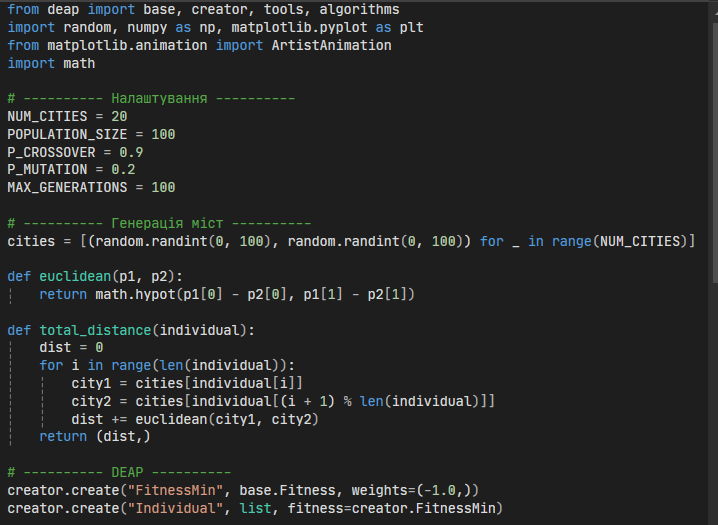 from deap import base, creator, tools, algorithms
import random, numpy as np, matplotlib.pyplot as plt
from matplotlib.animation import ArtistAnimation
import math

# ---------- Налаштування ----------
NUM_CITIES = 20
POPULATION_SIZE = 100
P_CROSSOVER = 0.9
P_MUTATION = 0.2
MAX_GENERATIONS = 100

# ---------- Генерація міст ----------
cities = [(random.randint(0, 100), random.randint(0, 100)) for _ in range(NUM_CITIES)]

def euclidean(p1, p2):
    return math.hypot(p1[0] - p2[0], p1[1] - p2[1])

def total_distance(individual):
    dist = 0
    for i in range(len(individual)):
        city1 = cities[individual[i]]
        city2 = cities[individual[(i + 1) % len(individual)]]
        dist += euclidean(city1, city2)
    return (dist,)

# ---------- DEAP ----------
creator.create("FitnessMin", base.Fitness, weights=(-1.0,))
creator.create("Individual", list, fitness=creator.FitnessMin)